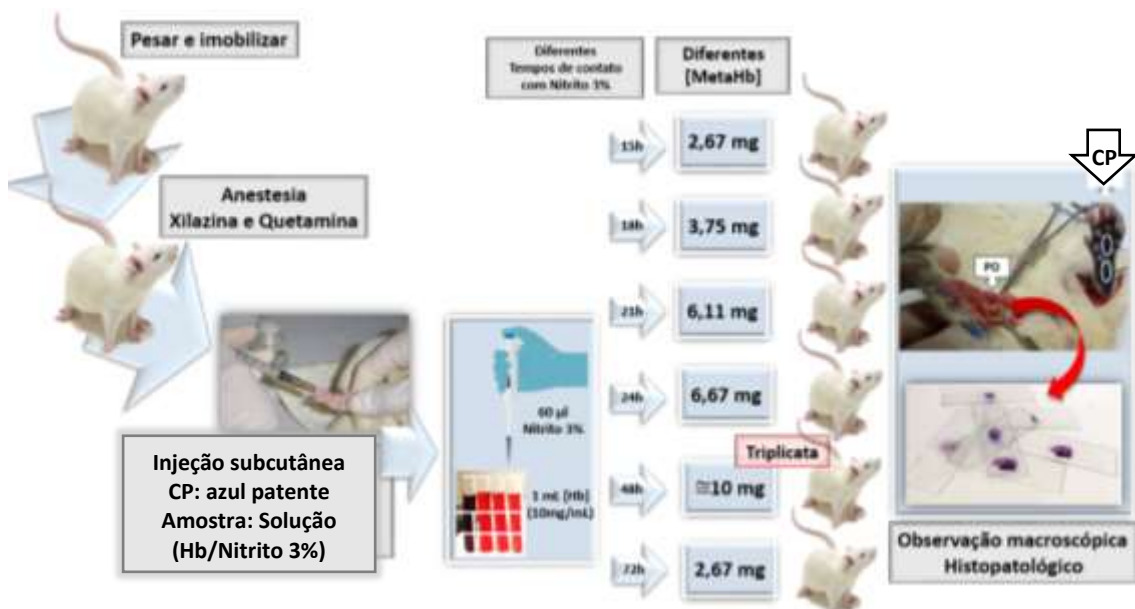 Pesar e imobilizar
Anestesia
Xilazina e Quetamina
Injeção subcutânea
CP: azul patente
Amostra: Solução
(Hb/Nitrito 3%)
60 µl
Nitrito 3%
1 mL [Hb]
(10mg/mL)
Diferentes
Tempos de contato
com Nitrito 3%
Diferentes
[MetaHb]
15h
2,67 mg
18h
3,75 mg
21h
6,11 mg
24h
6,67 mg
Triplicata
48h
≅10 mg
72h
2,67 mg
CP
PO
Observação macroscópica
Histopatológico